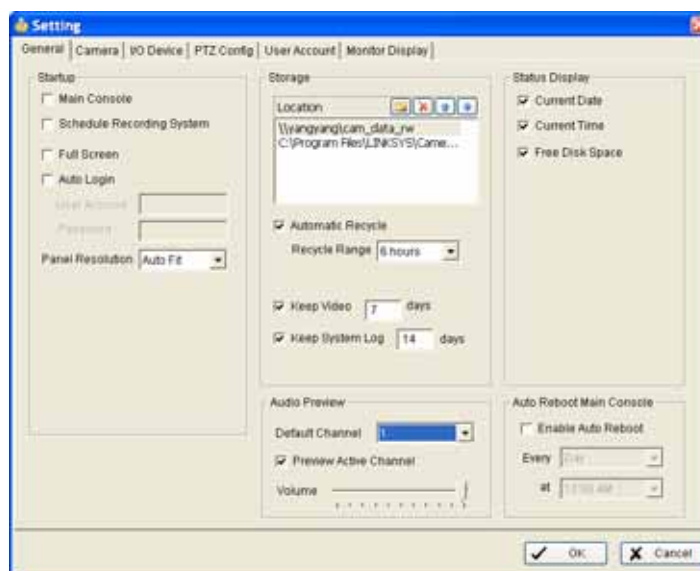 Setting
General Camera I/O Device PTZ Config User Account Monitor Display
Startup
Main Console
Schedule Recording System
Full Screen
Auto Login
User Account
Password
Panel Resolution Auto Fit
Storage
Location
\\yangyang\cam_data_rw
C:\Program Files\LINKSYS\Came...
Automatic Recycle
Recycle Range 6 hours
Keep Video 7 days
Keep System Log 14 days
Status Display
Current Date
Current Time
Free Disk Space
Audio Preview
Default Channel 1
Preview Active Channel
Volume
Auto Reboot Main Console
Enable Auto Reboot
Every Day
at AM
OK Cancel